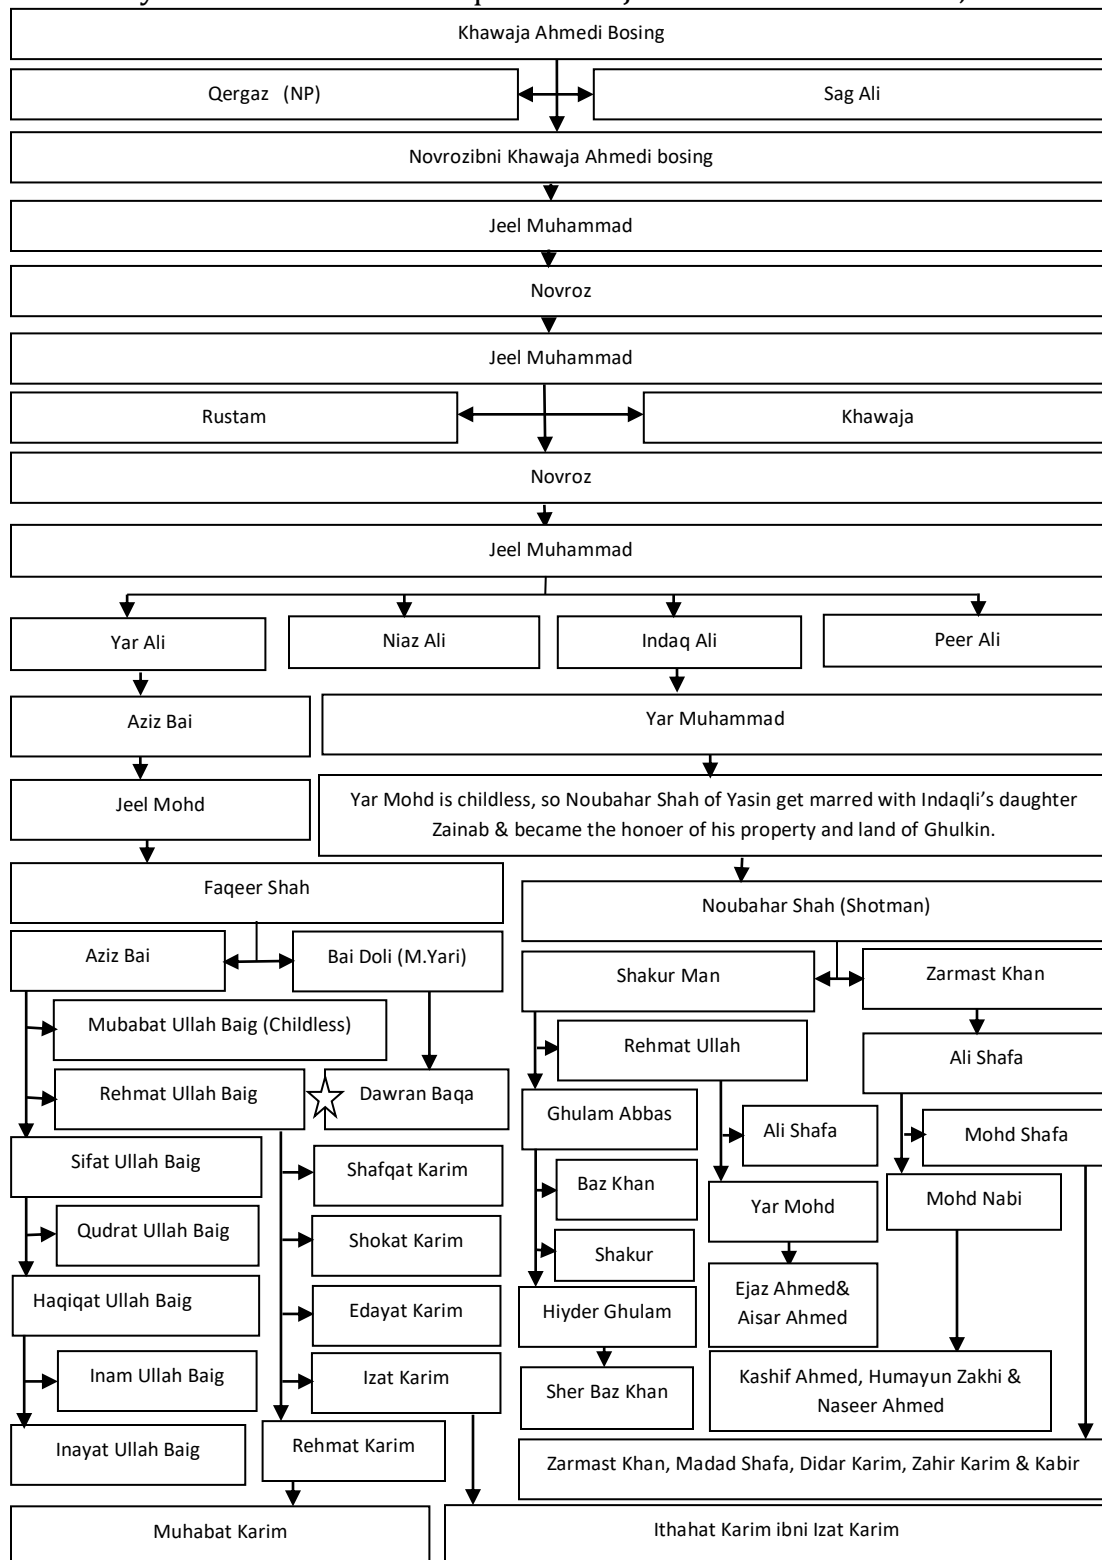 Khawaja Ahmedi Bosing
Qergaz (NP)
Sag Ali
Novrozibni Khawaja Ahmedi bosing
Jeel Muhammad
Novroz
Jeel Muhammad
Rustam
Khawaja
Novroz
Jeel Muhammad
Yar Ali
Niaz Ali
Indaq Ali
Peer Ali
Aziz Bai
Yar Muhammad
Jeel Mohd
Yar Mohd is childless, so Noubahar Shah of Yasin get marred with Indaqli’s daughter
Zainab & became the honoer of his property and land of Ghulkin.
Faqeer Shah
Noubahar Shah (Shotman)
Aziz Bai
Bai Doli (M.Yari)
Shakur Man
Zarmast Khan
Mubabat Ullah Baig (Childless)
Rehmat Ullah
Ali Shafa
Rehmat Ullah Baig
Dawran Baqa
Ghulam Abbas
Ali Shafa
Mohd Shafa
Sifat Ullah Baig
Shafqat Karim
Baz Khan
Yar Mohd
Mohd Nabi
Qudrat Ullah Baig
Shokat Karim
Shakur
Haqiqat Ullah Baig
Edayat Karim
Hiyder Ghulam
Ejaz Ahmed&
Aisar Ahmed
Inam Ullah Baig
Izat Karim
Sher Baz Khan
Kashif Ahmed, Humayun Zakhi &
Naseer Ahmed
Inayat Ullah Baig
Rehmat Karim
Zarmast Khan, Madad Shafa, Didar Karim, Zahir Karim & Kabir
Muhabat Karim
Ithahat Karim ibni Izat Karim